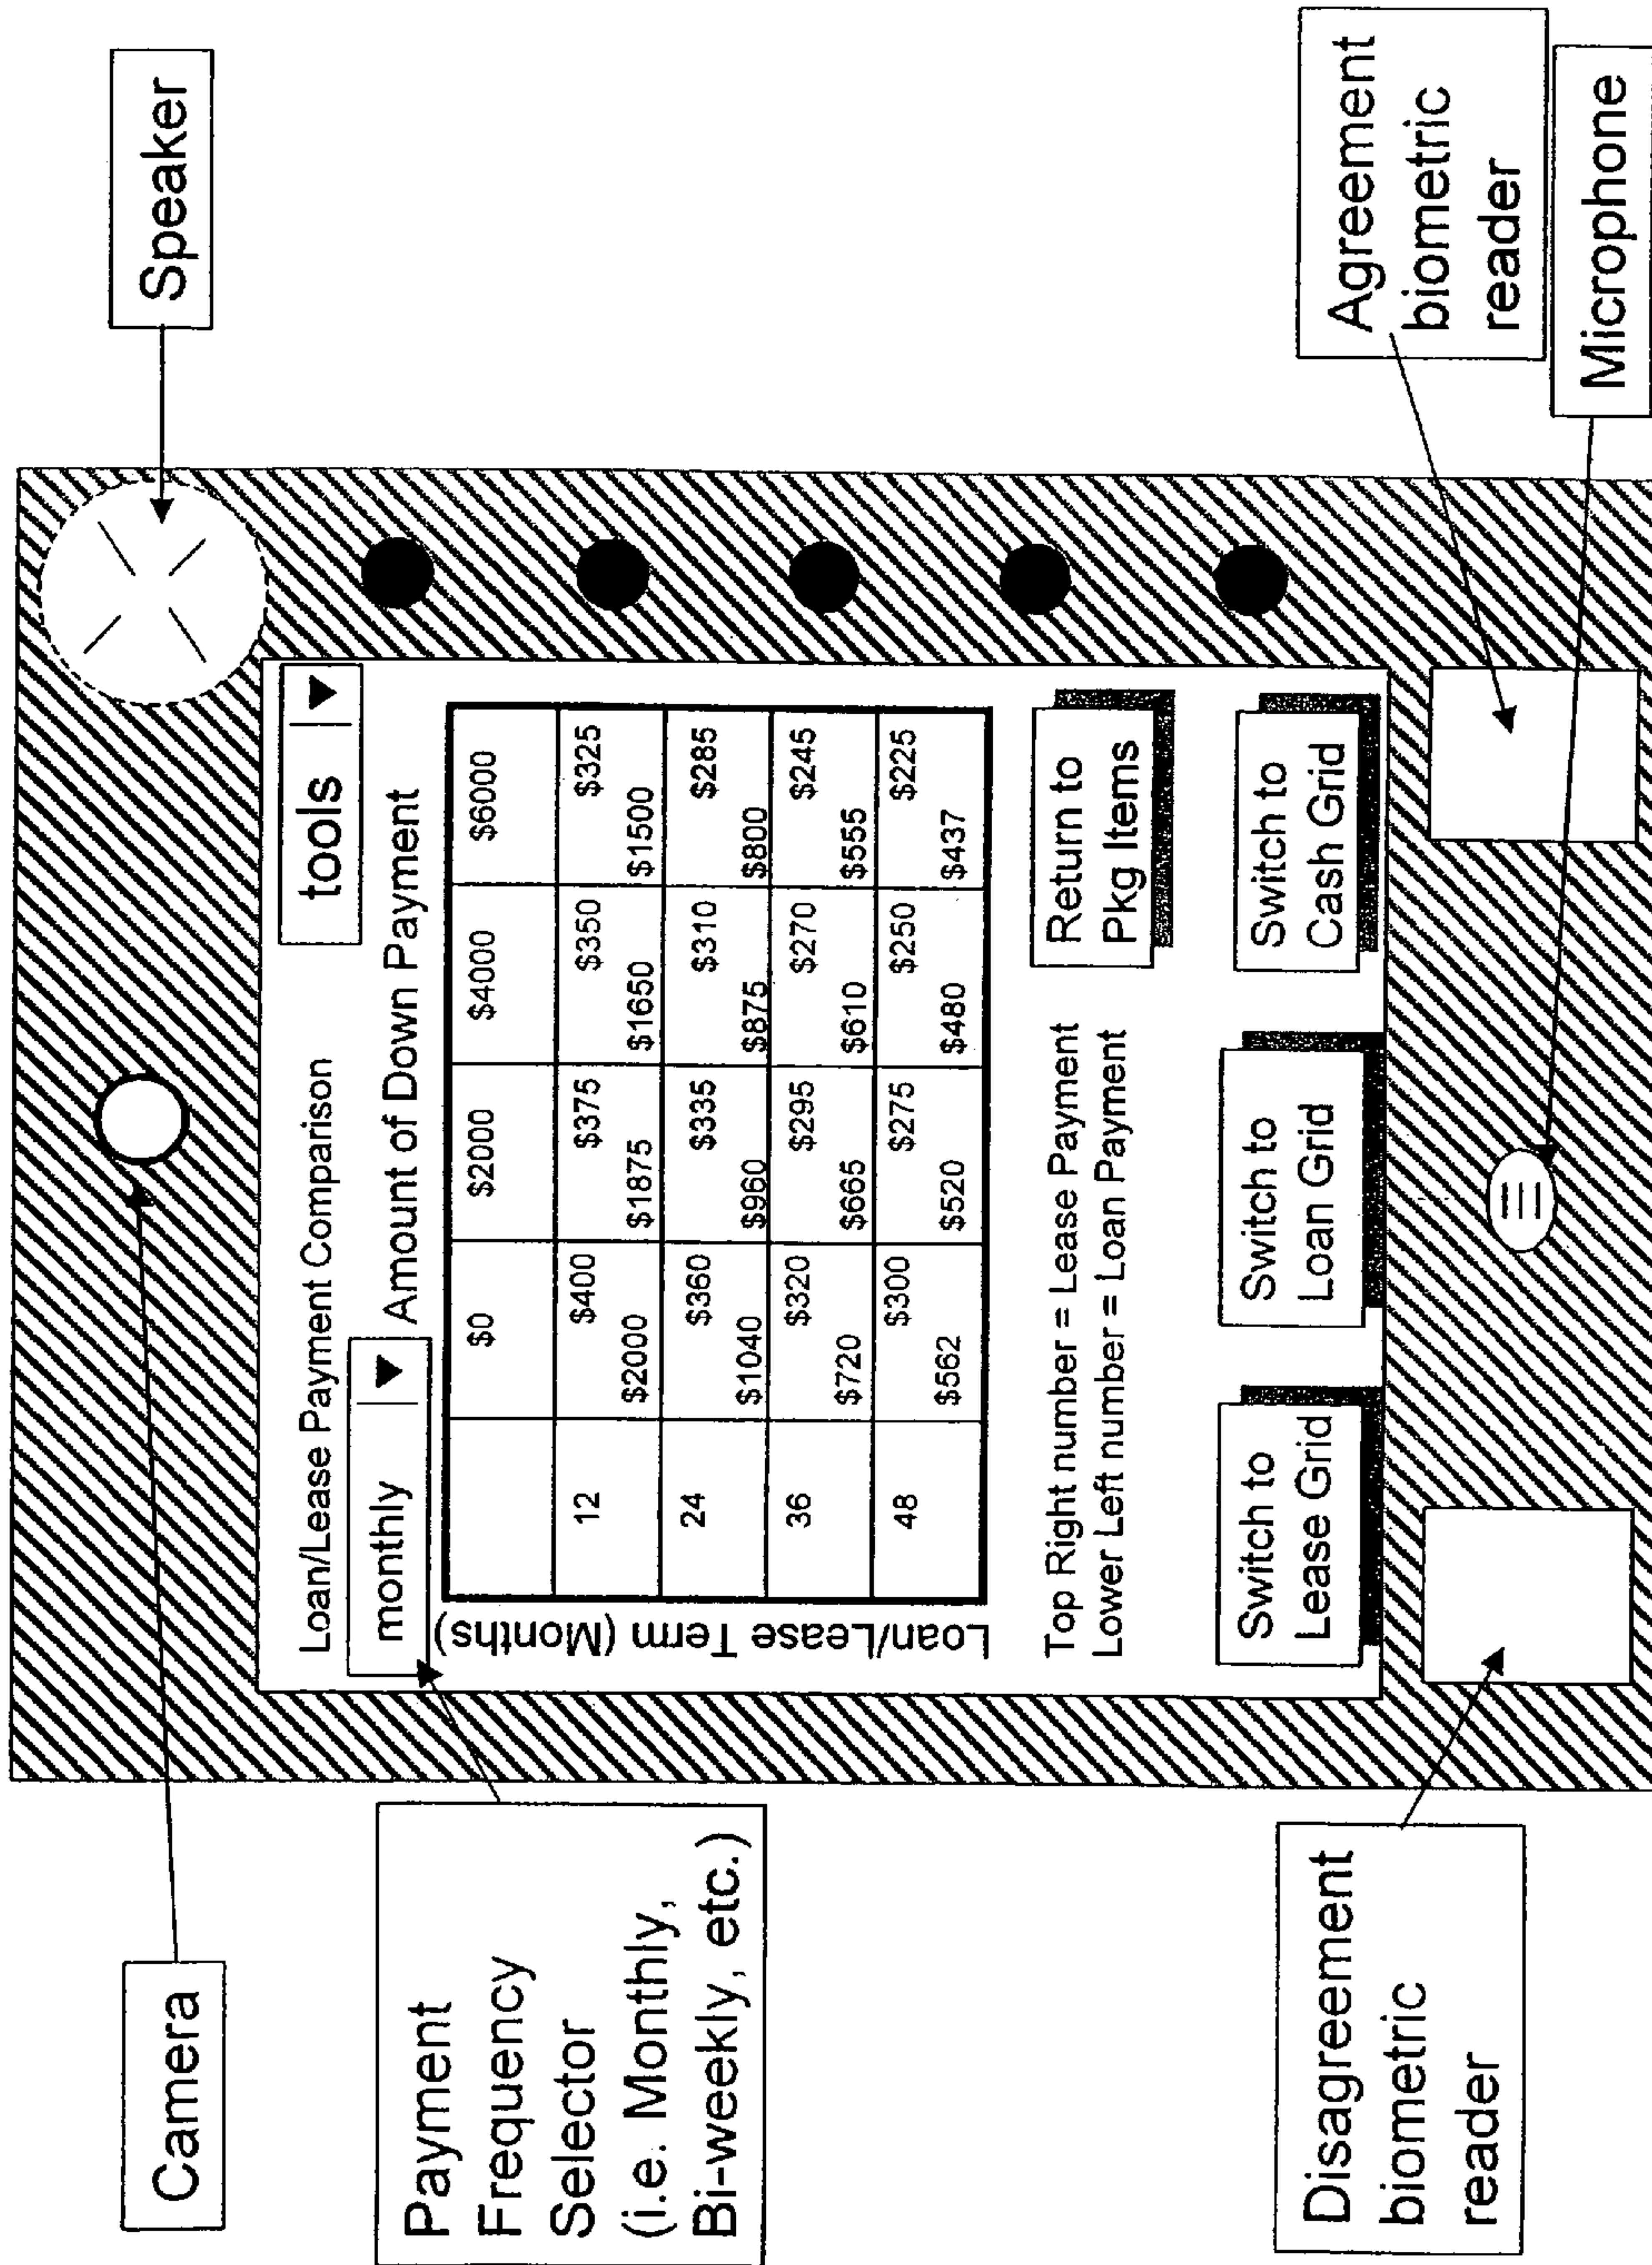 Camera
Speaker
Payment
Frequency
Selector
(i.e. Monthly,
Bi-weekly, etc.)
Loan/Lease Payment Comparison
tools
monthly
Amount of Down Payment
Loan/Lease Term (Months)
$0 $2000 $4000 $6000
12 $400 $375 $350 $325
$2000 $1875 $1650 $1500
24 $360 $335 $310 $285
$1040 $960 $875 $800
36 $320 $295 $270 $245
$720 $665 $610 $555
48 $300 $275 $250 $225
$562 $520 $480 $437
Top Right number = Lease Payment
Lower Left number = Loan Payment
Return to
Pkg Items
Switch to
Lease Grid
Switch to
Loan Grid
Switch to
Cash Grid
Disagreement
biometric
reader
Agreement
biometric
reader
Microphone